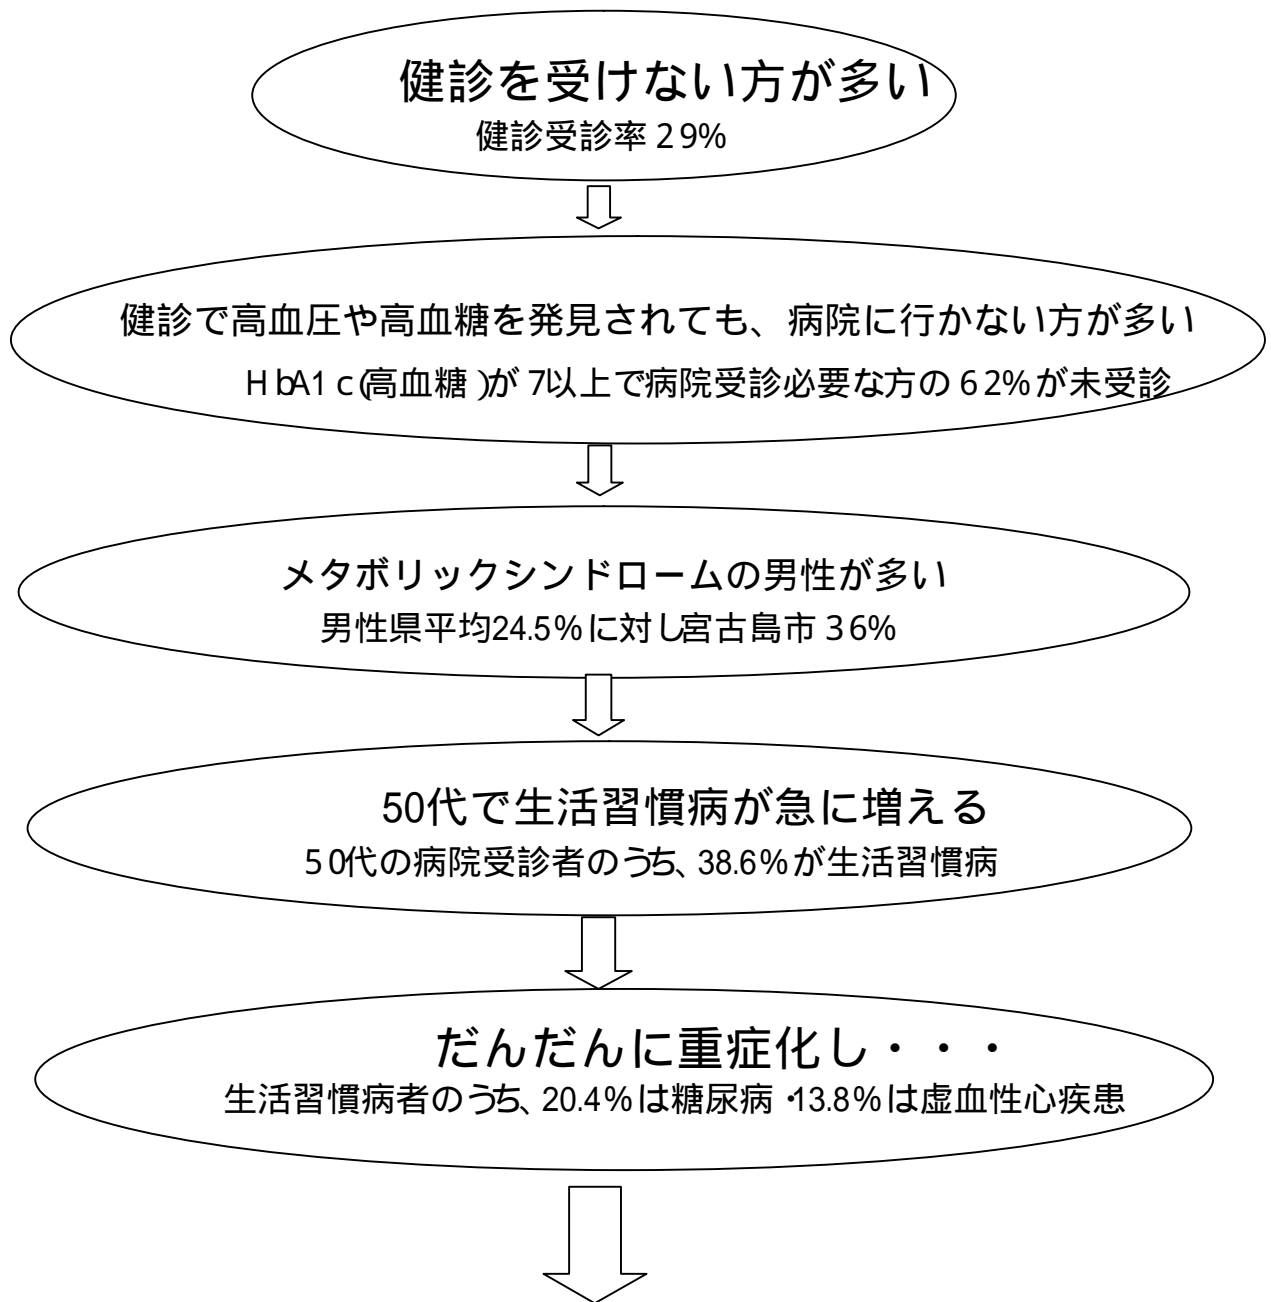 健診を受けない方が多い
健診受診率 29%
健診で高血圧や高血糖を発見されても、病院に行かない方が多い
HbA1c(高血糖)が 7以上で病院受診必要な方の 62%が未受診
メタボリックシンドロームの男性が多い
男性県平均24.5%に対し宮古島市 36%
50代で生活習慣病が急に増える
50代の病院受診者のうち、38.6%が生活習慣病
だんだんに重症化し・・・
生活習慣病者のうち、20.4%は糖尿病・13.8%は虚血性心疾患